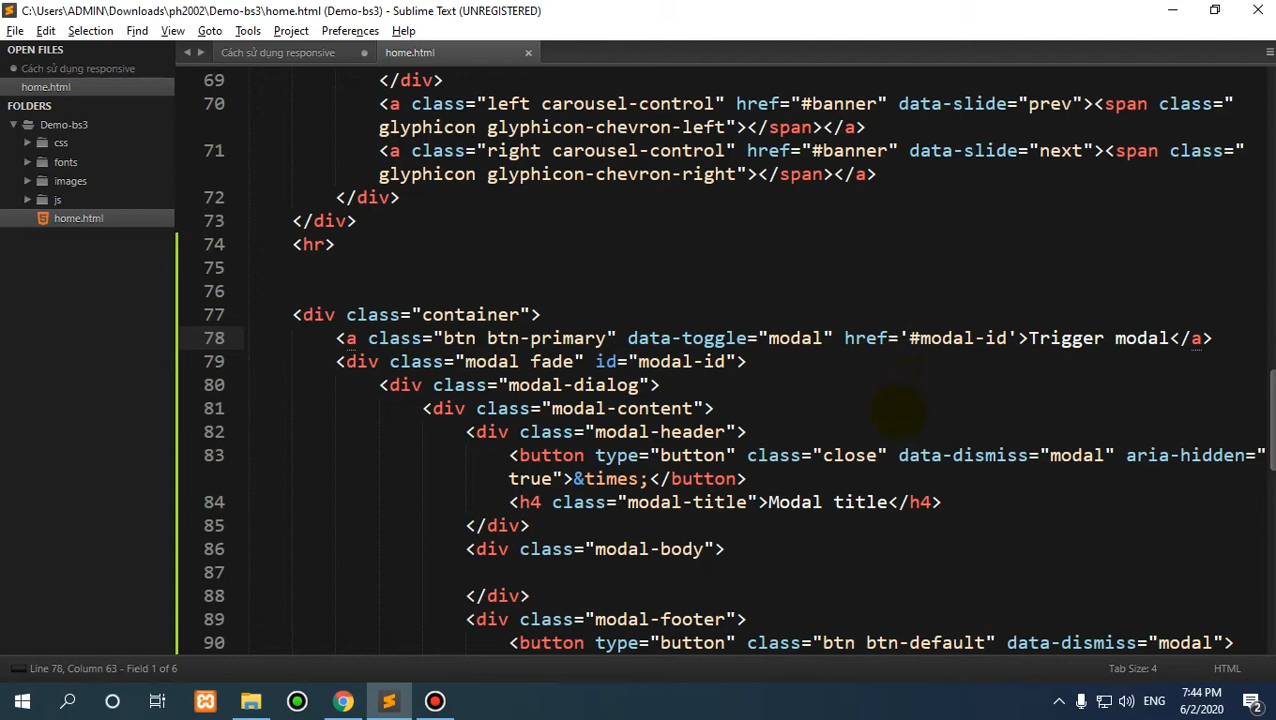 C:\Users\ADMIN\Downloads\ph2002\Demo-bs3\home.html (Demo-bs3) - Sublime Text (UNREGISTERED)
File Edit Selection Find View Goto Tools Project Preferences Help
OPEN FILES
Cách sử dụng responsive
home.html
FOLDERS
Demo-bs3
css
fonts
images
js
home.html
Cách sử dụng responsive home.html
69 </div>
70 <a class="left carousel-control" href="#banner" data-slide="prev"><span class="
glyphicon glyphicon-chevron-left"></span></a>
71 <a class="right carousel-control" href="#banner" data-slide="next"><span class="
glyphicon glyphicon-chevron-right"></span></a>
72 </div>
73 </div>
74 <hr>
75
76
77 <div class="container">
78 <a class="btn btn-primary" data-toggle="modal" href='#modal-id'>Trigger modal</a>
79 <div class="modal fade" id="modal-id">
80 <div class="modal-dialog">
81 <div class="modal-content">
82 <div class="modal-header">
83 <button type="button" class="close" data-dismiss="modal" aria-hidden="
true">&times;</button>
84 <h4 class="modal-title">Modal title</h4>
85 </div>
86 <div class="modal-body">
87
88 </div>
89 <div class="modal-footer">
90 <button type="button" class="btn btn-default" data-dismiss="modal">
Line 78, Column 63 - Field 1 of 6
Tab Size: 4 HTML
ENG
7:44 PM
6/2/2020
2